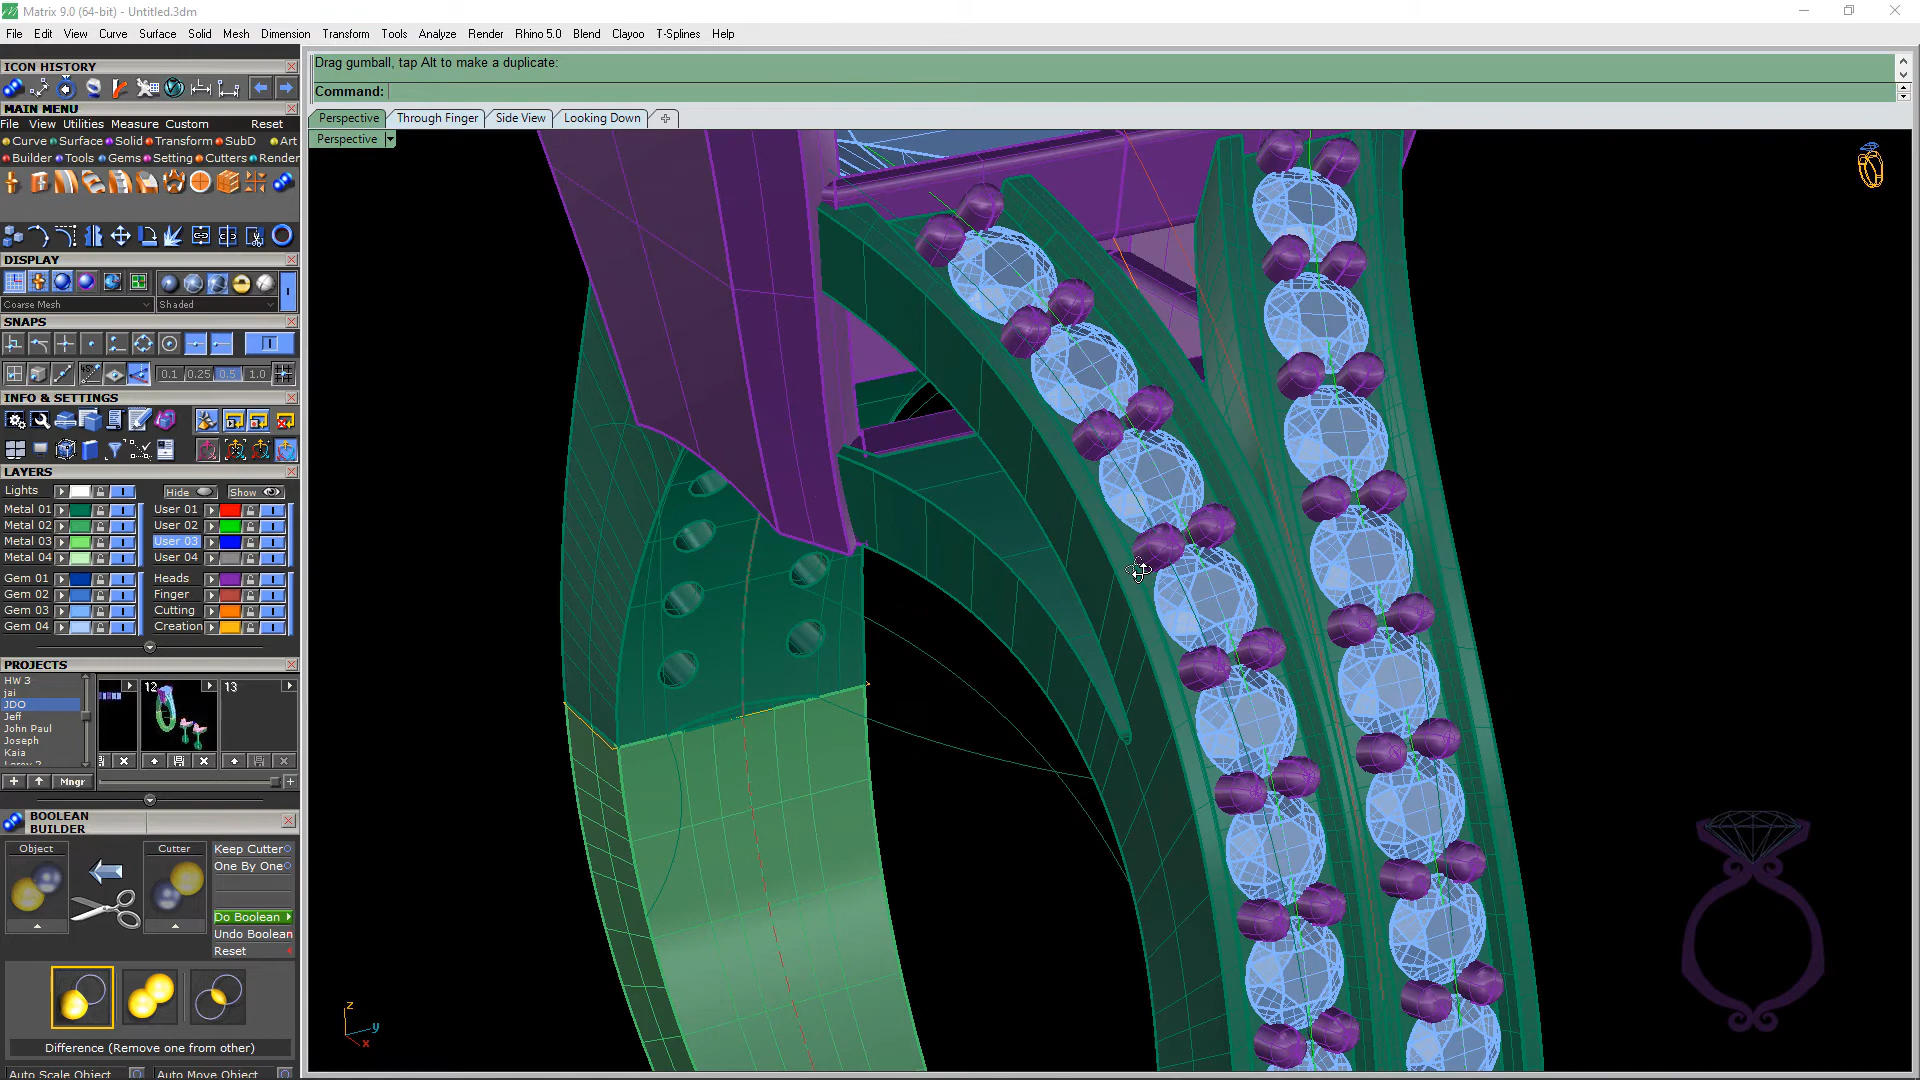 Matrix 9.0 (64-bit) - Untitled.3dm
File Edit View Curve Surface Solid Mesh Dimension Transform Tools Analyze Render Rhino 5.0 Blend Clayoo T-Splines Help
ICON HISTORY
Drag gumball, tap Alt to make a duplicate:
Command:
MAIN MENU
File View Utilities Measure Custom Reset
Curve Surface Solid Transform SubD Art
Builder Tools Gems Setting Cutters Render
Perspective Through Finger Side View Looking Down
Perspective
DISPLAY
Coarse Mesh Shaded
SNAPS
0.1 0.25 0.5 1.0
INFO & SETTINGS
LAYERS
Lights Hide Show
Metal 01 User 01
Metal 02 User 02
Metal 03 User 03
Metal 04 User 04
Gem 01 Heads
Gem 02 Finger
Gem 03 Cutting
Gem 04 Creation
PROJECTS
HW 3
jai
JDO
Jeff
John Paul
Joseph
Kaia
12 13
Mngr
BOOLEAN
BUILDER
Object Cutter Keep Cutter
One By One
Do Boolean
Undo Boolean
Reset
Difference (Remove one from other)
Auto Scale Object Auto Move Object
z
y
x